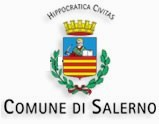 HIPPOCRATICA CIVITAS
COMUNE DI SALERNO